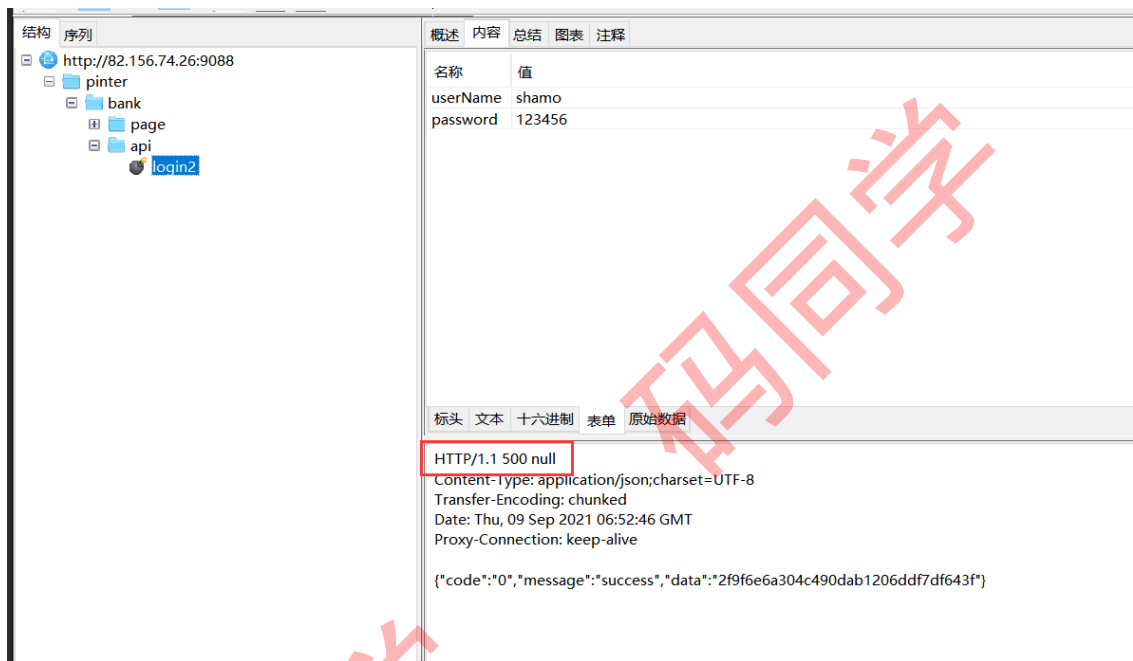 结构 序列
http://82.156.74.26:9088
pinter
bank
page
api
login2
概述 内容 总结 图表 注释
名称 值
userName shamo
password 123456
标头 文本 十六进制 表单 原始数据
HTTP/1.1 500 null
Content-Type: application/json;charset=UTF-8
Transfer-Encoding: chunked
Date: Thu, 09 Sep 2021 06:52:46 GMT
Proxy-Connection: keep-alive
{"code":"0","message":"success","data":"2f9f6e6a304c490dab1206ddf7df643f"}
码同学
学